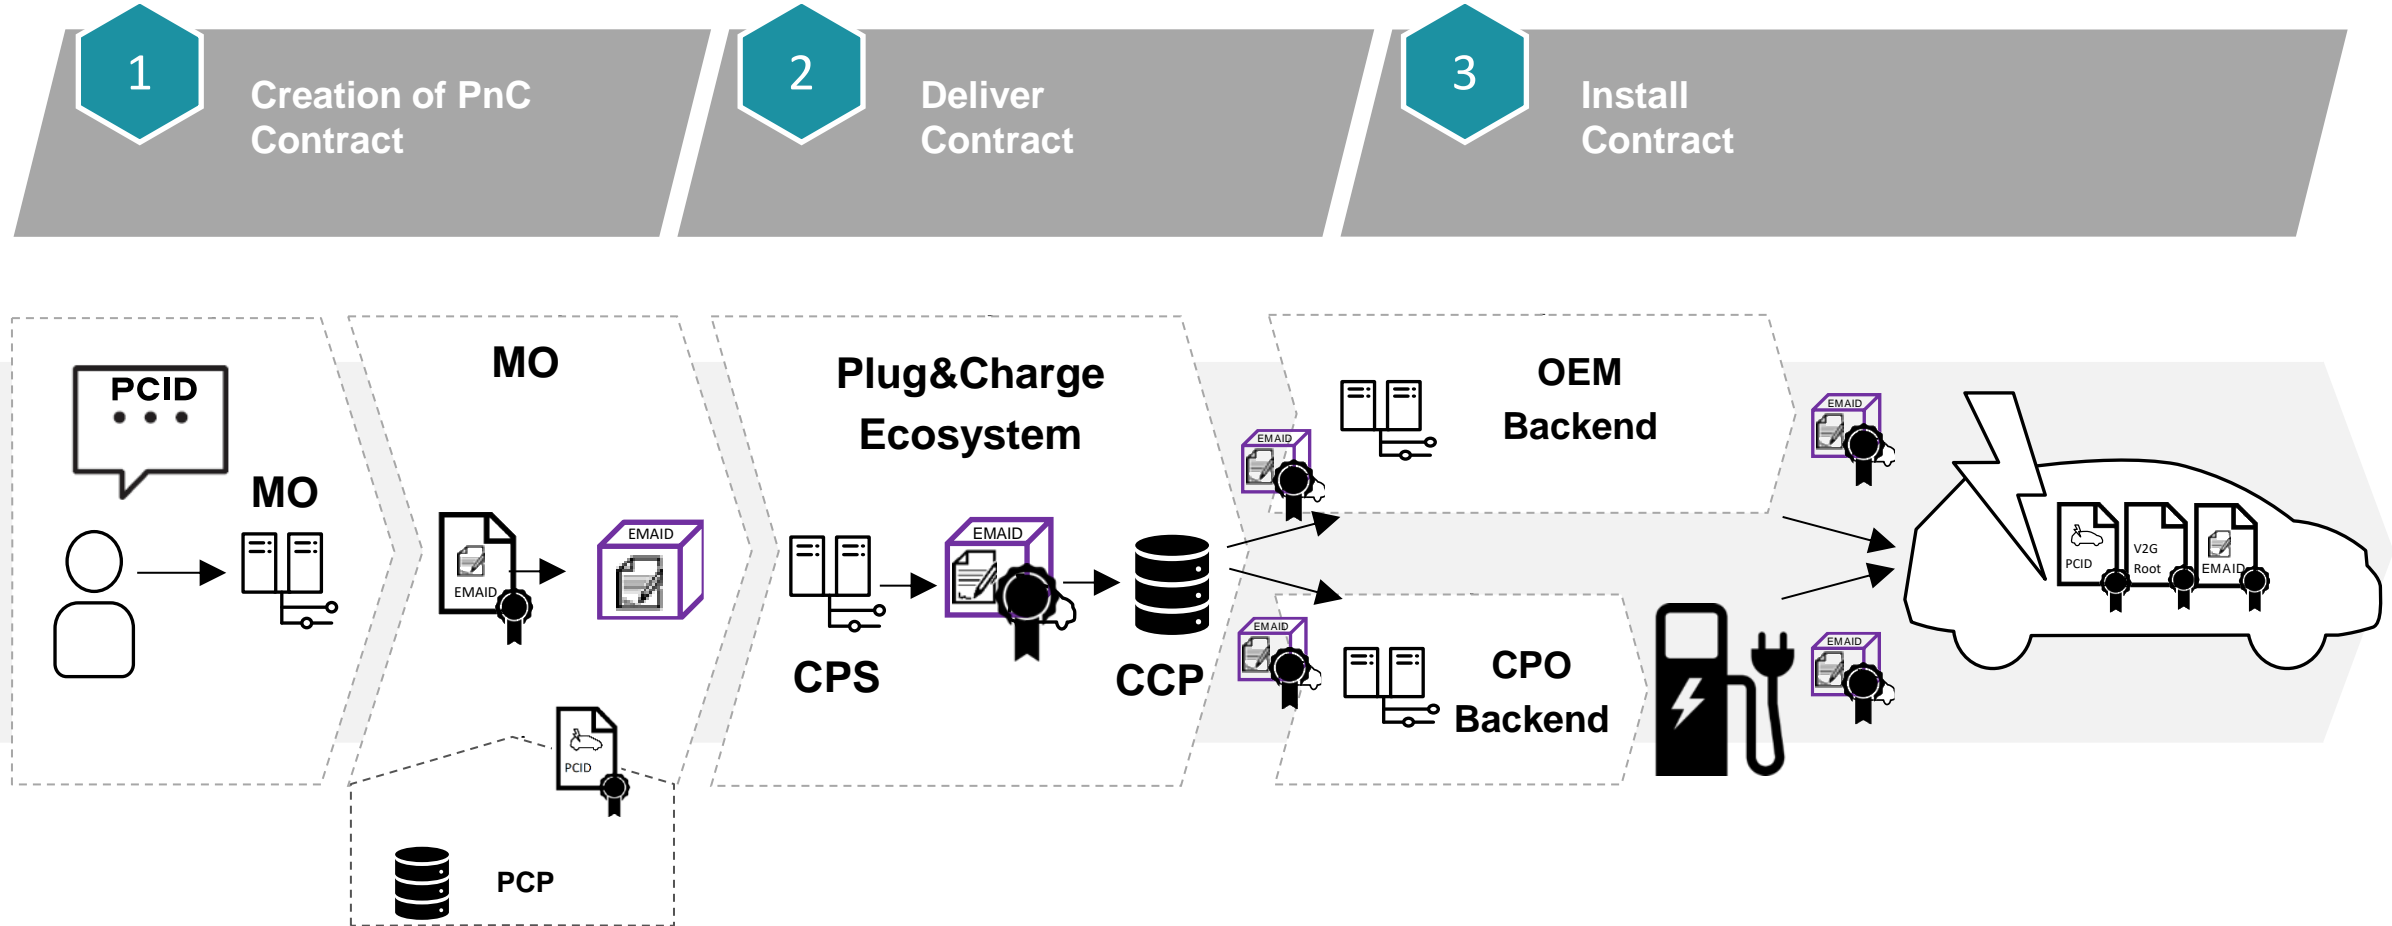 1
Creation of PnC
Contract
2
Deliver
Contract
3
Install
Contract
PCID
MO
MO
EMAID
EMAID
PCID
PCP
Plug&Charge
Ecosystem
EMAID
CPS
CCP
EMAID
OEM
Backend
EMAID
CPO
Backend
EMAID
EMAID
PCID
V2G
Root
EMAID